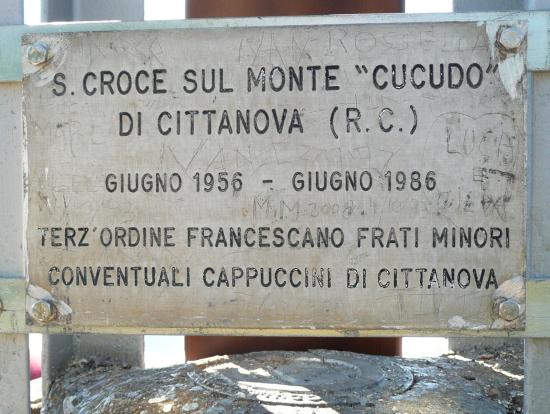 S. CROCE SUL MONTE "CUCUDO"
DI CITTANOVA (R.C.)
GIUGNO 1956 - GIUGNO 1986
TERZ'ORDINE FRANCESCANO FRATI MINORI
CONVENTUALI CAPPUCCINI DI CITTANOVA